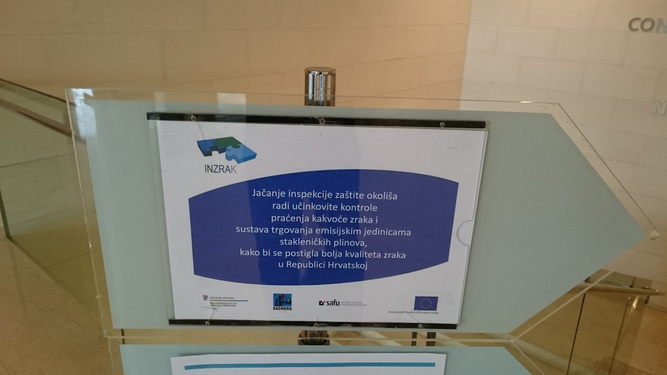 CO
INZRAK
Jačanje inspekcije zaštite okoliša
radi učinkovite kontrole
praćenja kakvoće zraka i
sustava trgovanja emisijskim jedinicama
stakleničkih plinova,
kako bi se postigla bolja kvaliteta zraka
u Republici Hrvatskoj
EKONERG
safu